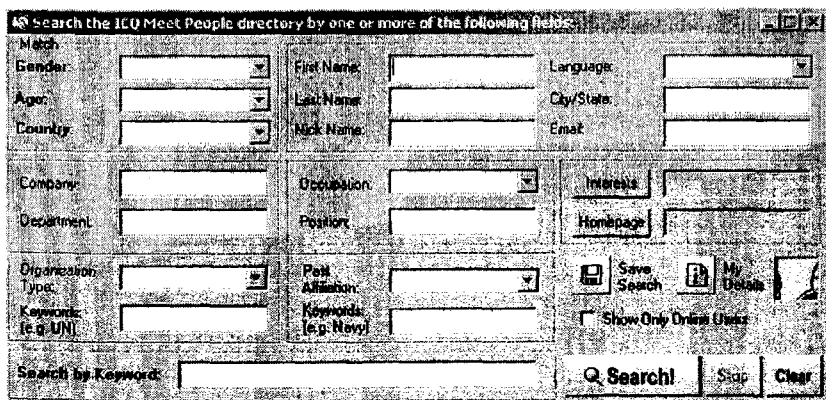 Search the ICQ Meet People directory by one or more of the following fields:
Match
Gender: First Name: Language:
Age: Last Name: City/State:
Country: Nick Name: Email:
Company: Occupation: Interests
Department: Position: Homepage
Organization Type: Past Affiliation: Save Search My Details
Keywords: (e.g. UN) Keywords: (e.g. Navy) Show Only Online Users
Search by Keyword: Search! Stop Clear